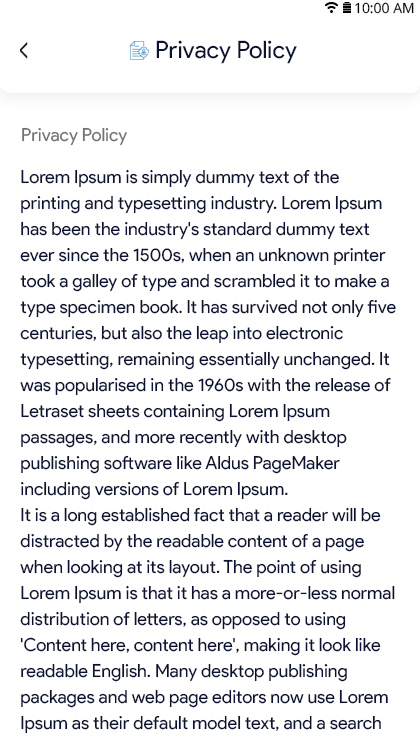 10:00 AM
Privacy Policy
Privacy Policy
Lorem Ipsum is simply dummy text of the
printing and typesetting industry. Lorem Ipsum
has been the industry's standard dummy text
ever since the 1500s, when an unknown printer
took a galley of type and scrambled it to make a
type specimen book. It has survived not only five
centuries, but also the leap into electronic
typesetting, remaining essentially unchanged. It
was popularised in the 1960s with the release of
Letraset sheets containing Lorem Ipsum
passages, and more recently with desktop
publishing software like Aldus PageMaker
including versions of Lorem Ipsum.
It is a long established fact that a reader will be
distracted by the readable content of a page
when looking at its layout. The point of using
Lorem Ipsum is that it has a more-or-less normal
distribution of letters, as opposed to using
'Content here, content here', making it look like
readable English. Many desktop publishing
packages and web page editors now use Lorem
Ipsum as their default model text, and a search